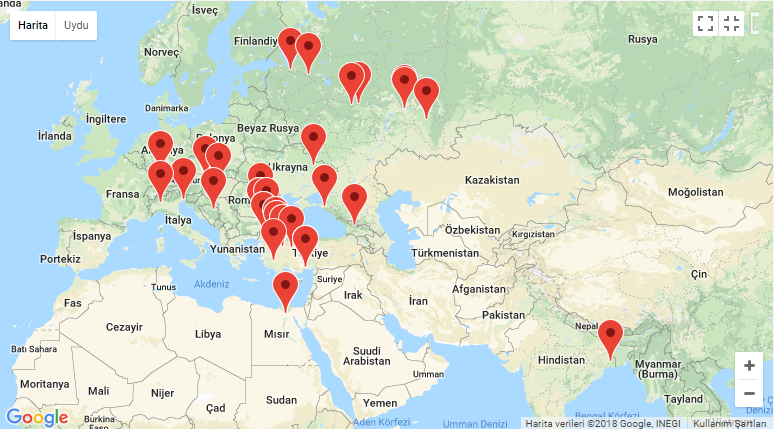 landa
İsveç
Harita
Uydu
Rusya
Norveç
Finlandiy
Danimarka
İngiltere
İrlanda
Beyaz Rusya
Polonya
Ukrayna
Kazakistan
Fransa
Moğolistan
Rom
İtalya
Özbekistan
Kırgızistan
İspanya
Yunanistan
Türkiye
Türkmenistan
Portekiz
Çin
Akdeniz
Suriye
Tunus
Afganistan
Irak
İran
Fas
Pakistan
Cezayir
Libya
Mısır
Nepal
Batı Sahara
Suudi
Arabistan
Hindistan
Myanmar
(Burma)
Umman
Moritanya
Mali
Nijer
Çad
Sudan
Yemen
Tayland
Burkina
Faso
Aden Körfezi
Bengal Körfezi
Umman Denizi
Google
Harita verileri ©2018 Google, INEGI
Kullanım Şartları